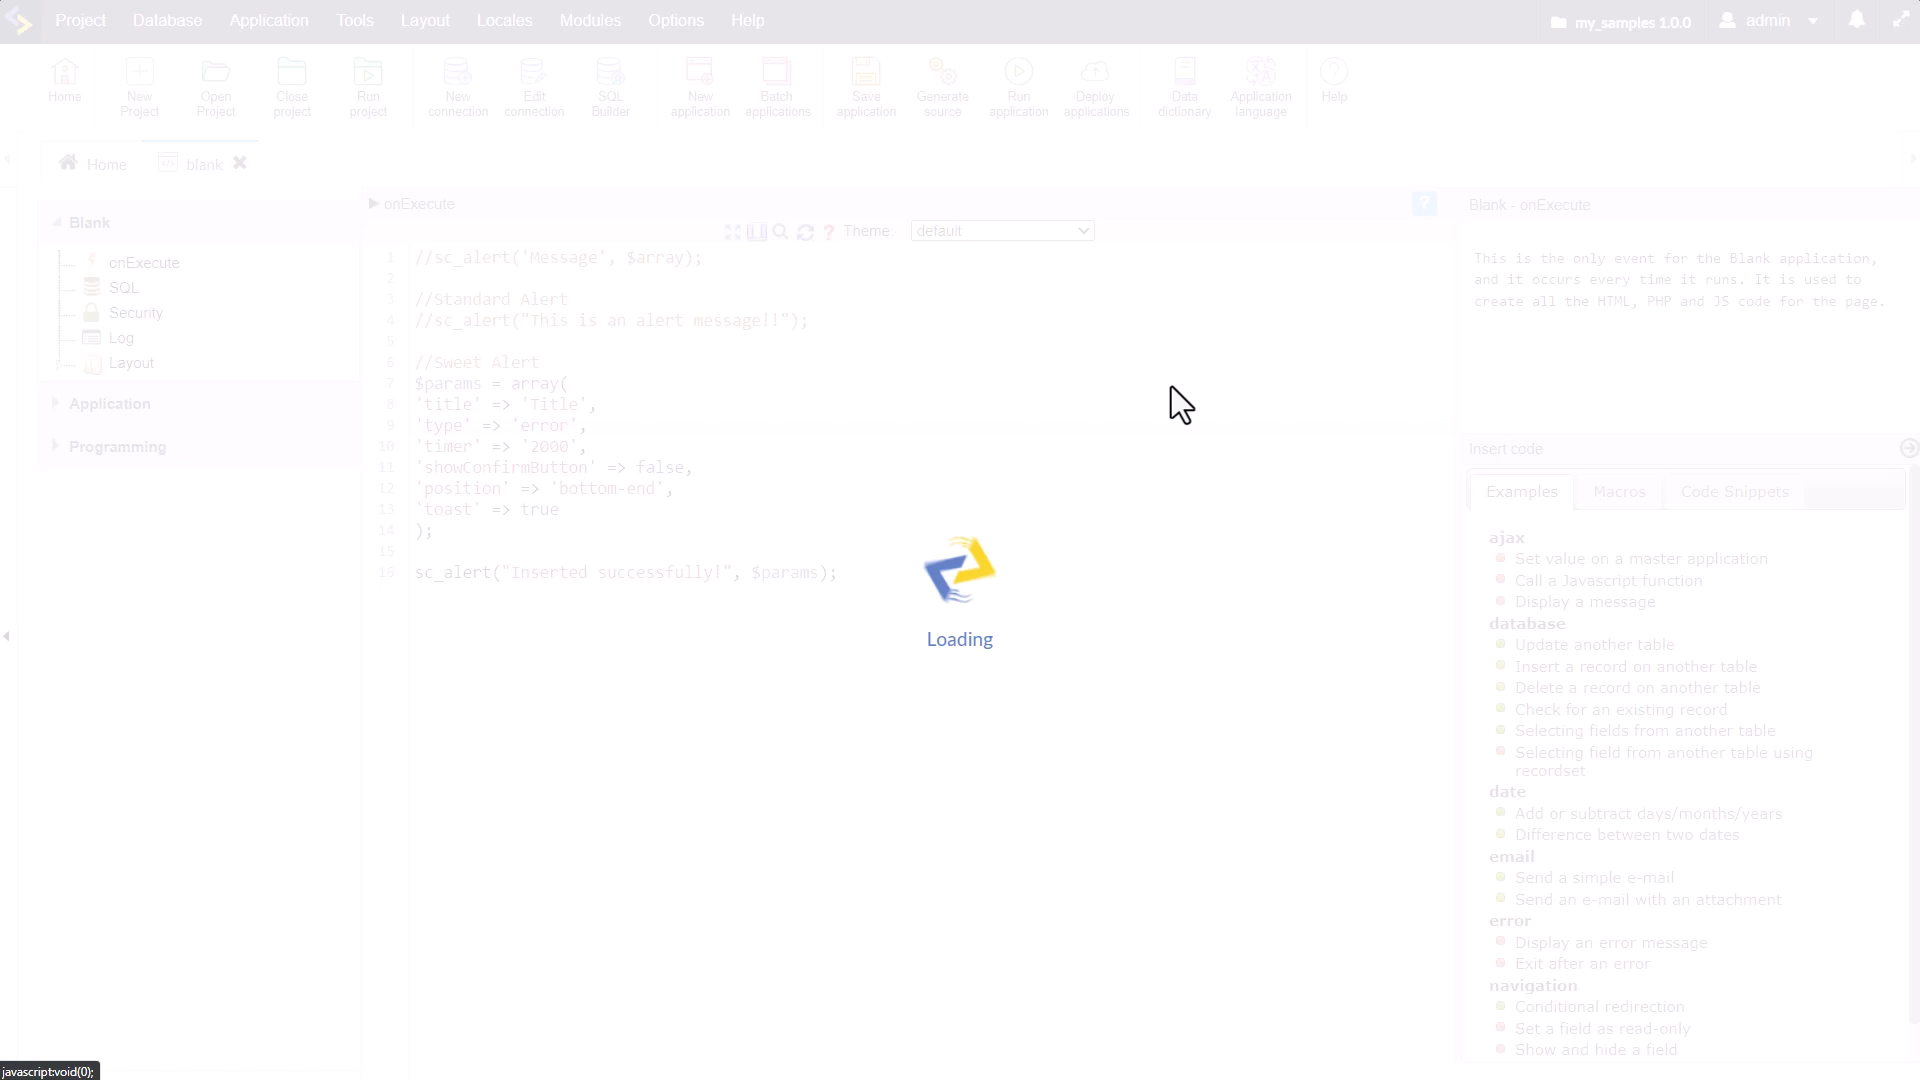 Project Database Application Tools Layout Locales Modules Options Help
my_samples 1.0.0 admin
Home
New Project
Open Project
Close project
Run project
New connection
Edit connection
SQL Builder
New application
Batch applications
Save application
Generate source
Run application
Deploy applications
Data dictionary
Application language
Help
Home blank
Blank
onExecute
SQL
Security
Log
Layout
Application
Programming
onExecute
?
? Theme: default
1 //sc_alert('Message', $array);
2
3 //Standard Alert
4 //sc_alert("This is an alert message!!");
5
6 //Sweet Alert
7 $params = array(
8 'title' => 'Title',
9 'type' => 'error',
10 'timer' => '2000',
11 'showConfirmButton' => false,
12 'position' => 'bottom-end',
13 'toast' => true
14 );
15
16 sc_alert("Inserted successfully!", $params);
Loading
Blank - onExecute
This is the only event for the Blank application,
and it occurs every time it runs. It is used to
create all the HTML, PHP and JS code for the page.
Insert code
Examples Macros Code Snippets
ajax
Set value on a master application
Call a Javascript function
Display a message
database
Update another table
Insert a record on another table
Delete a record on another table
Check for an existing record
Selecting fields from another table
Selecting field from another table using
recordset
date
Add or subtract days/months/years
Difference between two dates
email
Send a simple e-mail
Send an e-mail with an attachment
error
Display an error message
Exit after an error
navigation
Conditional redirection
Set a field as read-only
Show and hide a field
javascript:void(0);